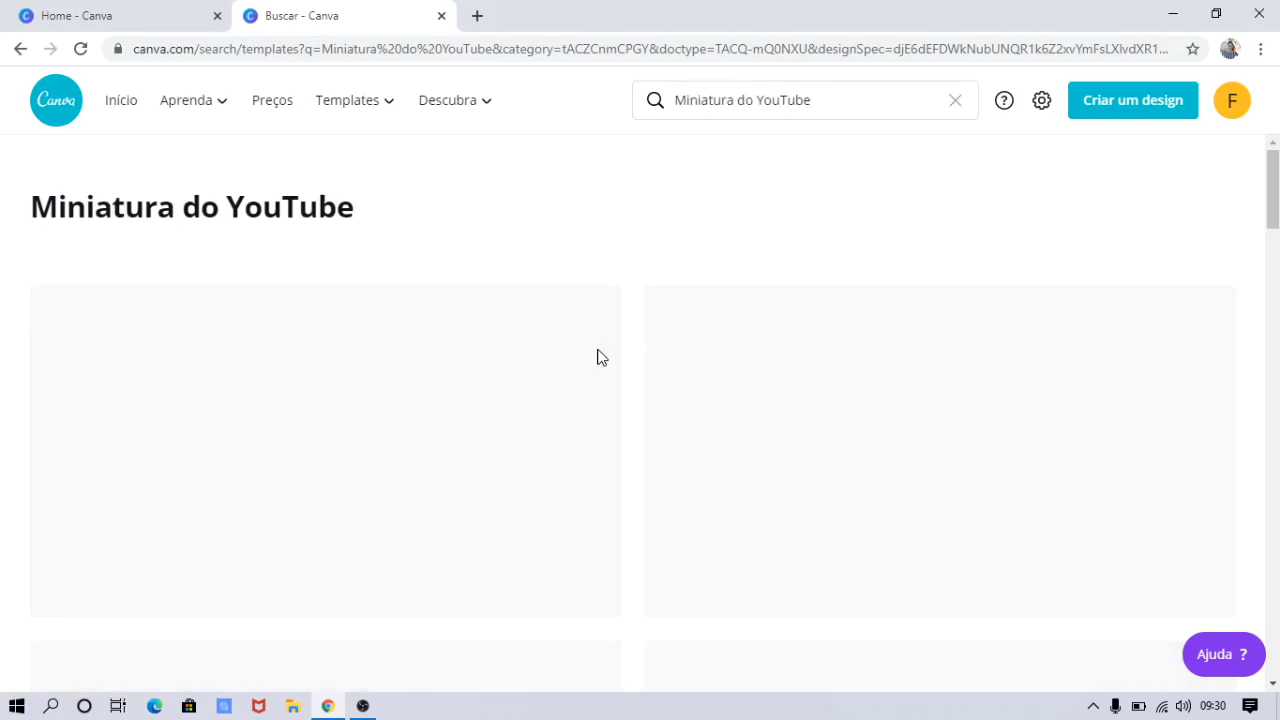 Home - Canva
Buscar - Canva
canva.com/search/templates?q=Miniatura%20do%20YouTube&category=tACZCnmCPGY&doctype=TACQ-mQ0NXU&designSpec=djE6dEFDWkNubUNQR1k6Z2xvYmFsLXlvdXR1...
Canva
Início
Aprenda
Preços
Templates
Descubra
Miniatura do YouTube
Criar um design
F
Miniatura do YouTube
Ajuda ?
09:30